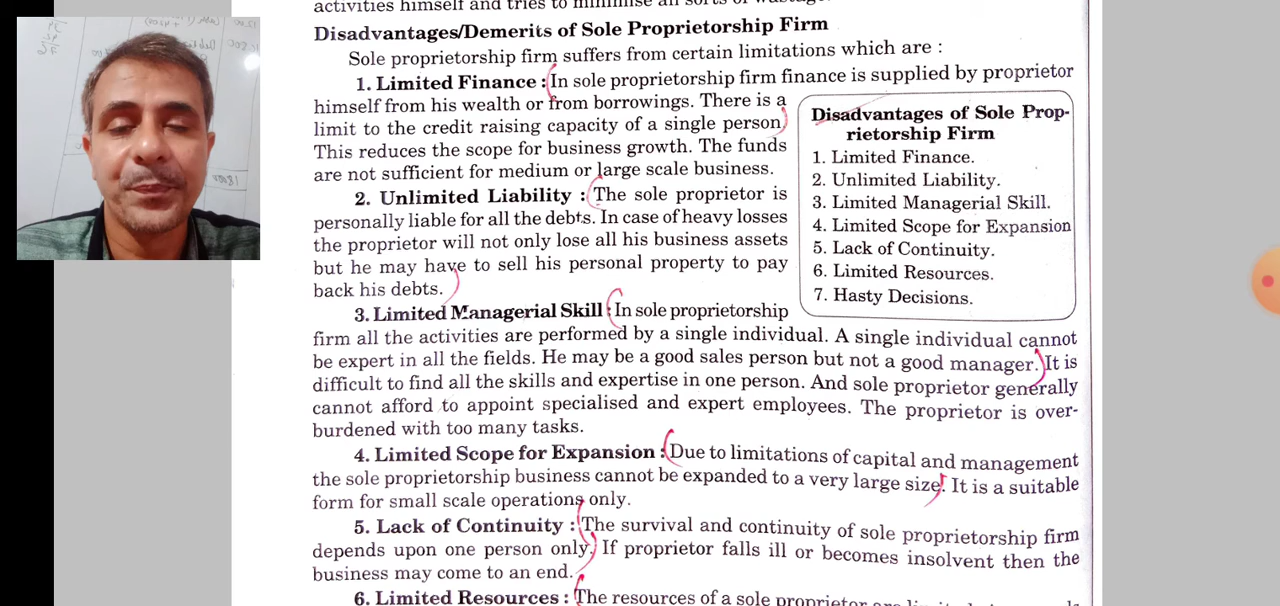 activities himself and tries to minimise all sorts of
Disadvantages/Demerits of Sole Proprietorship Firm
Sole proprietorship firm suffers from certain limitations which are :
1. Limited Finance : In sole proprietorship firm finance is supplied by proprietor
himself from his wealth or from borrowings. There is a
limit to the credit raising capacity of a single person
This reduces the scope for business growth. The funds
are not sufficient for medium or large scale business.
2. Unlimited Liability : The sole proprietor is
personally liable for all the debts. In case of heavy losses
the proprietor will not only lose all his business assets
but he may have to sell his personal property to pay
back his debts.
Disadvantages of Sole Prop-
rietorship Firm
1. Limited Finance.
2. Unlimited Liability.
3. Limited Managerial Skill.
4. Limited Scope for Expansion
5. Lack of Continuity.
6. Limited Resources.
7. Hasty Decisions.
3. Limited Managerial Skill : In sole proprietorship
firm all the activities are performed by a single individual. A single individual cannot
be expert in all the fields. He may be a good sales person but not a good manager. It is
difficult to find all the skills and expertise in one person. And sole proprietor generally
cannot afford to appoint specialised and expert employees. The proprietor is over-
burdened with too many tasks.
4. Limited Scope for Expansion : Due to limitations of capital and management
the sole proprietorship business cannot be expanded to a very large size. It is a suitable
form for small scale operations only.
5. Lack of Continuity : The survival and continuity of sole proprietorship firm
depends upon one person only. If proprietor falls ill or becomes insolvent then the
business may come to an end.
6. Limited Resources : The resources of a sole proprietor are